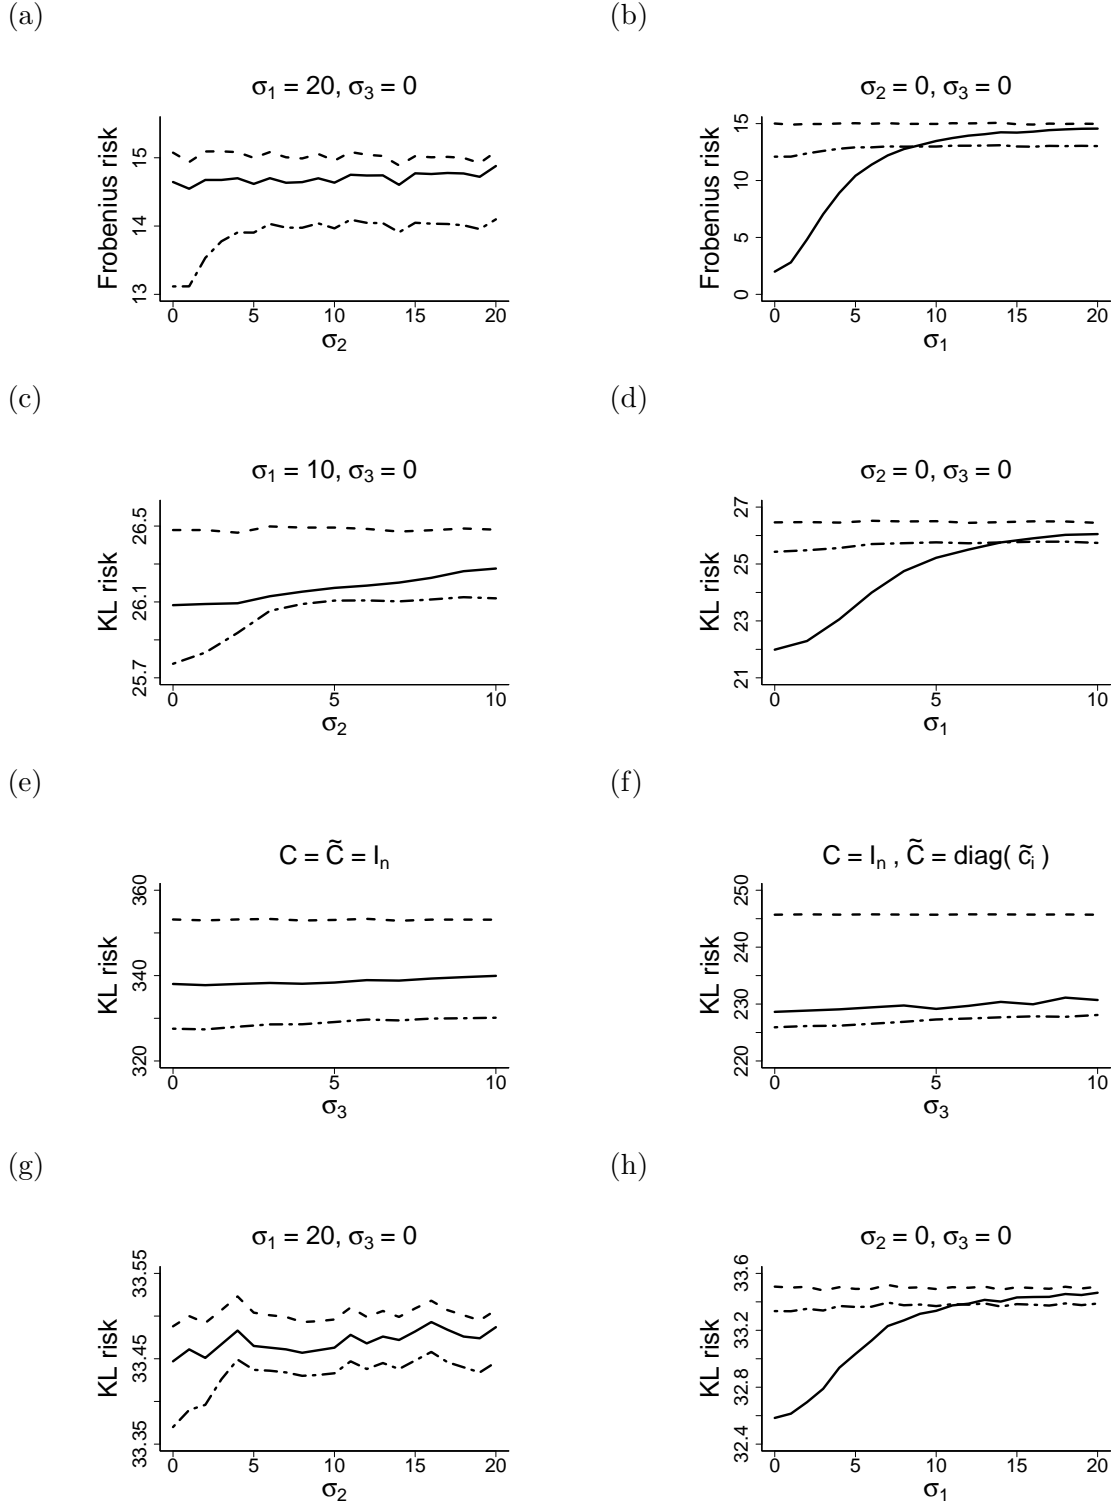 (a)
σ₁ = 20, σ₃ = 0
Frobenius risk
15
14
13
0 5 10 15 20
σ₂
(b)
σ₂ = 0, σ₃ = 0
Frobenius risk
15
10
5
0
0 5 10 15 20
σ₁
(c)
σ₁ = 10, σ₃ = 0
KL risk
26.5
26.1
25.7
0 5 10
σ₂
(d)
σ₂ = 0, σ₃ = 0
KL risk
27
25
23
21
0 5 10
σ₁
(e)
C = C̃ = Iₙ
KL risk
360
340
320
0 5 10
σ₃
(f)
C = Iₙ , C̃ = diag( c̃ᵢ )
KL risk
250
240
230
220
0 5 10
σ₃
(g)
σ₁ = 20, σ₃ = 0
KL risk
33.55
33.45
33.35
0 5 10 15 20
σ₂
(h)
σ₂ = 0, σ₃ = 0
KL risk
33.6
33.2
32.8
32.4
0 5 10 15 20
σ₁